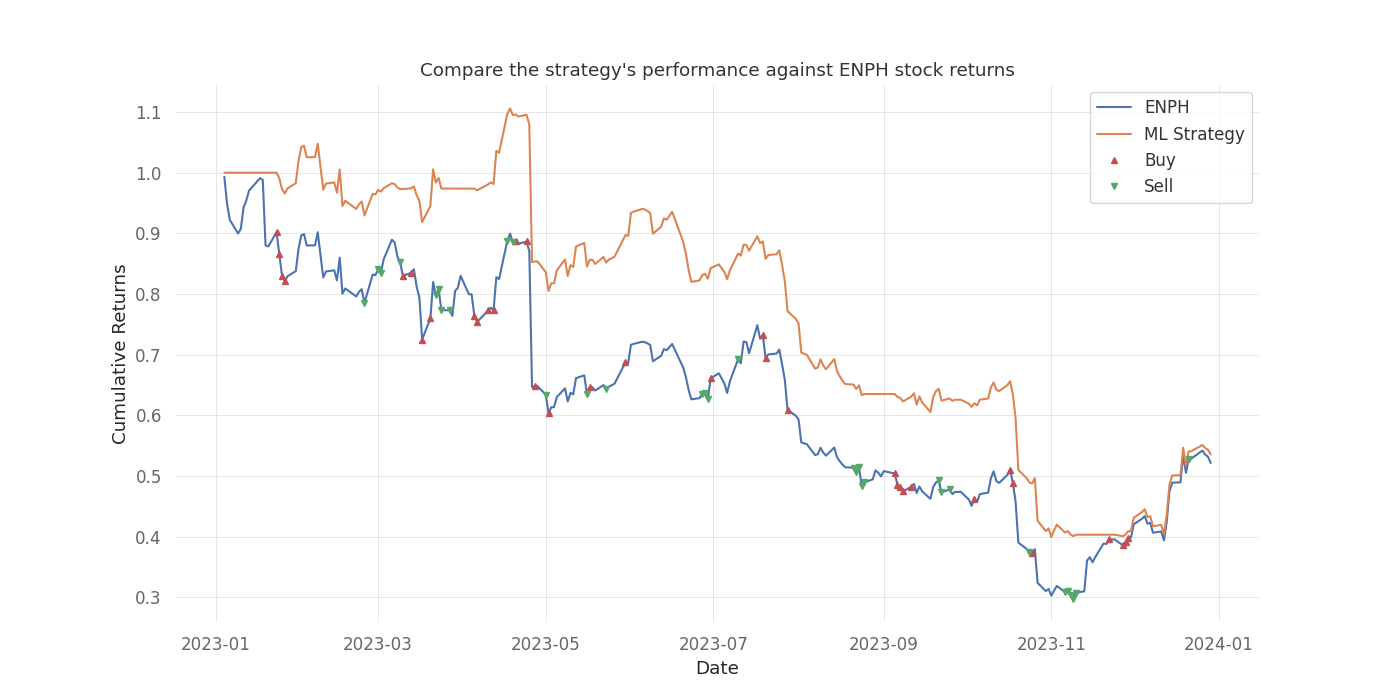 Compare the strategy's performance against ENPH stock returns
ENPH
ML Strategy
Buy
Sell
Cumulative Returns
1.1
1.0
0.9
0.8
0.7
0.6
0.5
0.4
0.3
2023-01
2023-03
2023-05
2023-07
2023-09
2023-11
2024-01
Date